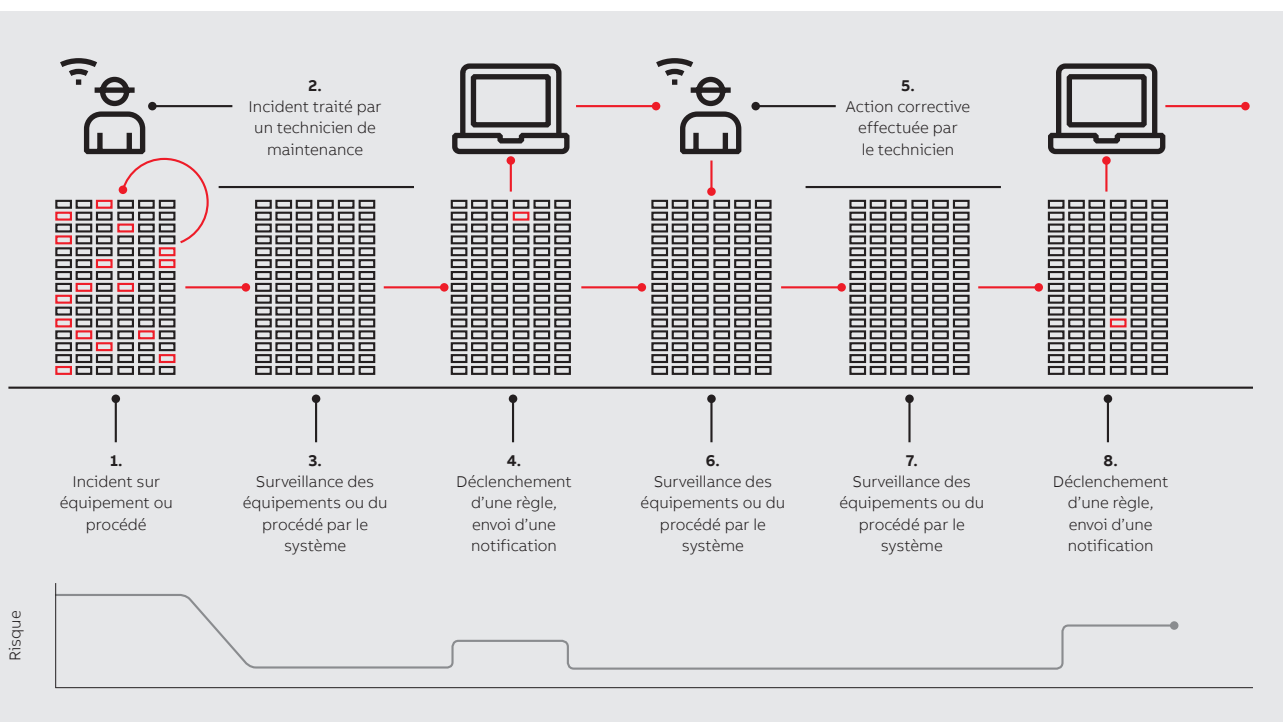 2.
Incident traité par
un technicien de
maintenance
5.
Action corrective
effectuée par
le technicien
1.
Incident sur
équipement ou
procédé
3.
Surveillance des
équipements ou du
procédé par le
système
4.
Déclenchement
d’une règle,
envoi d’une
notification
6.
Surveillance des
équipements ou du
procédé par le
système
7.
Surveillance des
équipements ou du
procédé par le
système
8.
Déclenchement
d’une règle,
envoi d’une
notification
Risque